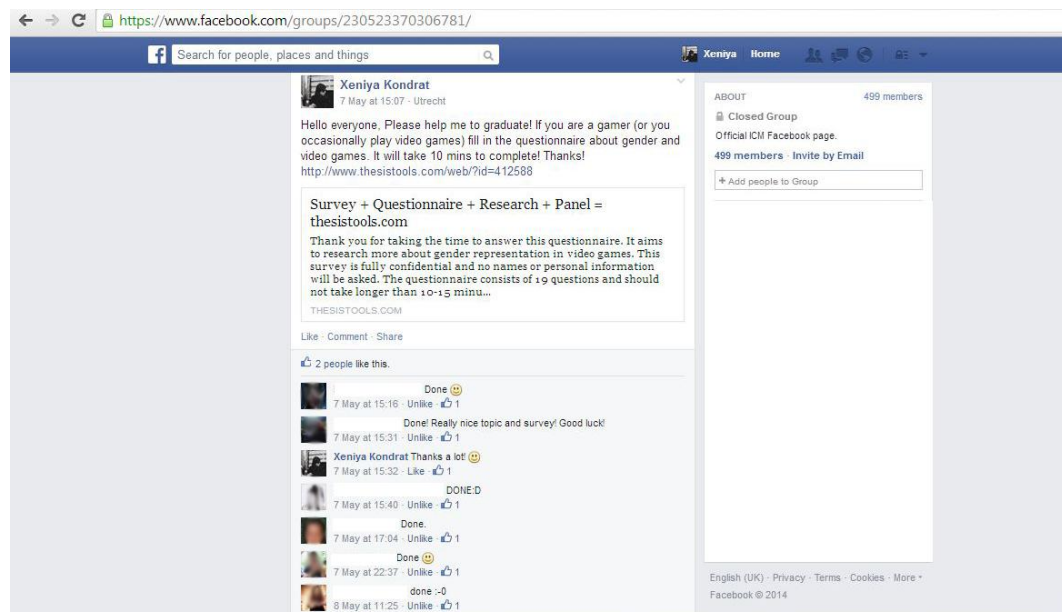 https://www.facebook.com/groups/230523370306781/
f Search for people, places and things
Xeniya Home
Xeniya Kondrat
7 May at 15:07 · Utrecht
Hello everyone, Please help me to graduate! If you are a gamer (or you
occasionally play video games) fill in the questionnaire about gender and
video games. It will take 10 mins to complete! Thanks!
http://www.thesistools.com/web/?id=412588
Survey + Questionnaire + Research + Panel =
thesistools.com
Thank you for taking the time to answer this questionnaire. It aims
to research more about gender representation in video games. This
survey is fully confidential and no names or personal information
will be asked. The questionnaire consists of 19 questions and should
not take longer than 10-15 minu...
THESISTOOLS.COM
Like · Comment · Share
2 people like this.
Done
7 May at 15:16 · Unlike · 1
Done! Really nice topic and survey! Good luck!
7 May at 15:31 · Unlike · 1
Xeniya Kondrat Thanks a lot!
7 May at 15:32 · Like · 1
DONE:D
7 May at 15:40 · Unlike · 1
Done.
7 May at 17:04 · Unlike · 1
Done
7 May at 22:37 · Unlike · 1
done :-0
8 May at 11:25 · Unlike · 1
ABOUT 499 members
Closed Group
Official ICM Facebook page.
499 members · Invite by Email
+ Add people to Group
English (UK) · Privacy · Terms · Cookies · More
Facebook © 2014